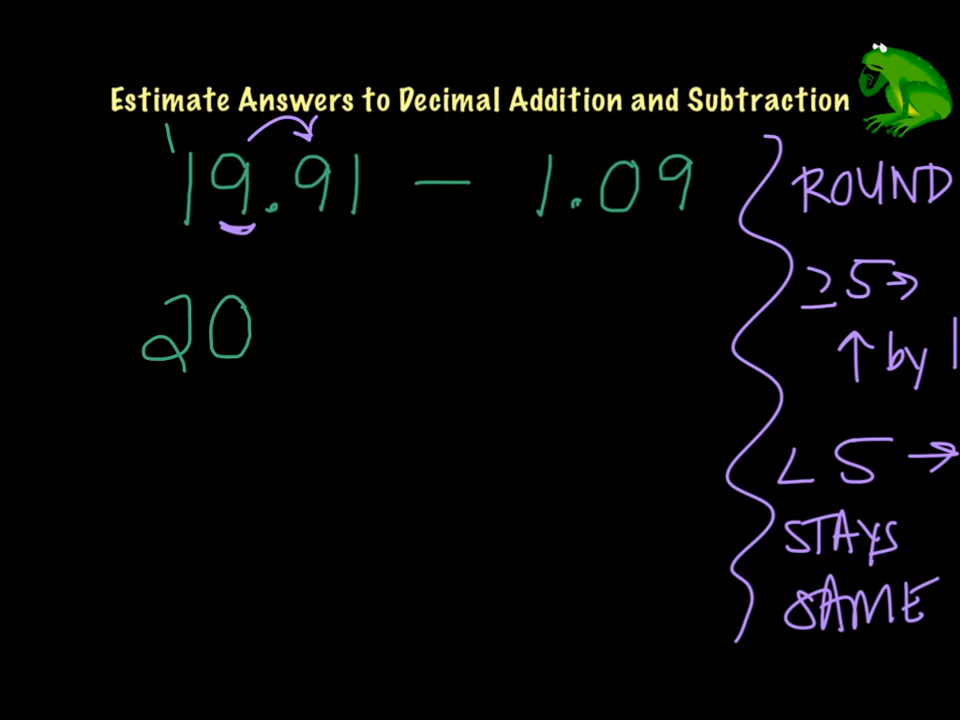 Estimate Answers to Decimal Addition and Subtraction
1
19.91 - 1.09
20
ROUND
≥5→
↑ by 1
< 5 →
STAYS
SAME